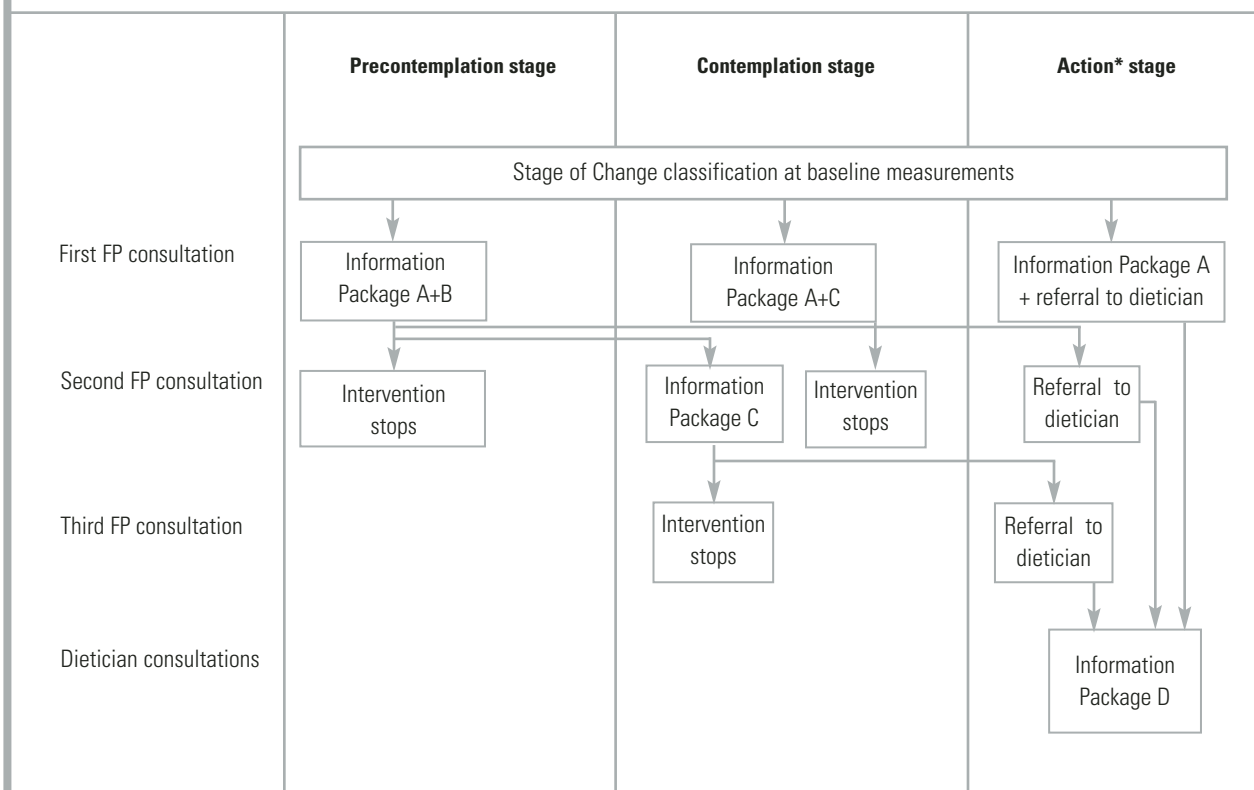 Precontemplation stage
Contemplation stage
Action* stage
Stage of Change classification at baseline measurements
First FP consultation
Information
Package A+B
Information
Package A+C
Information Package A
+ referral to dietician
Second FP consultation
Intervention
stops
Information
Package C
Intervention
stops
Referral to
dietician
Third FP consultation
Intervention
stops
Referral to
dietician
Dietician consultations
Information
Package D